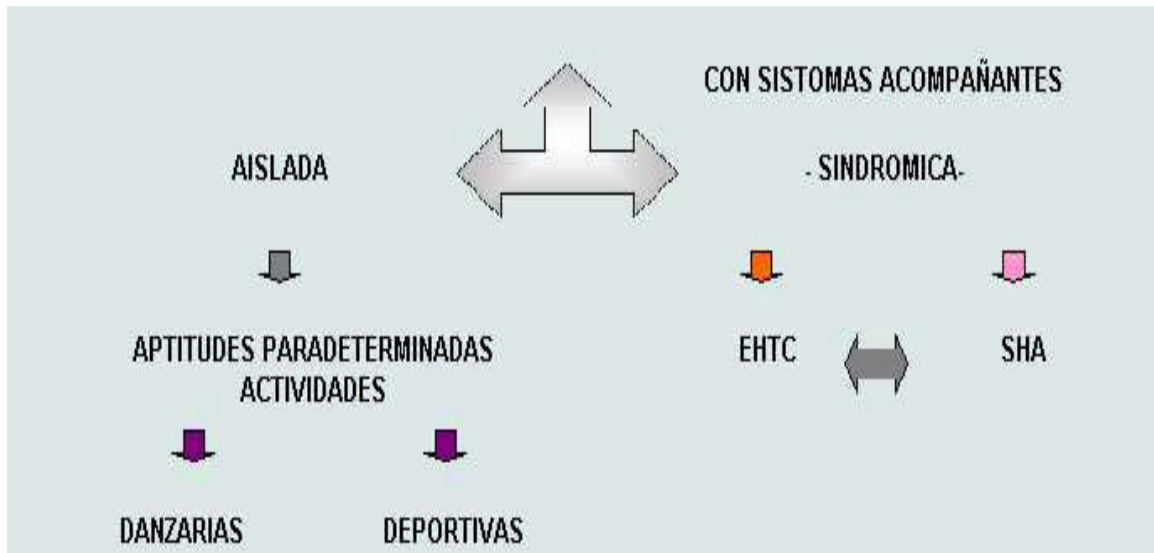 CON SISTOMAS ACOMPAÑANTES
AISLADA
- SINDROMICA-
APTITUDES PARADETERMINADAS
ACTIVIDADES
EHTC
SHA
DANZARIAS
DEPORTIVAS